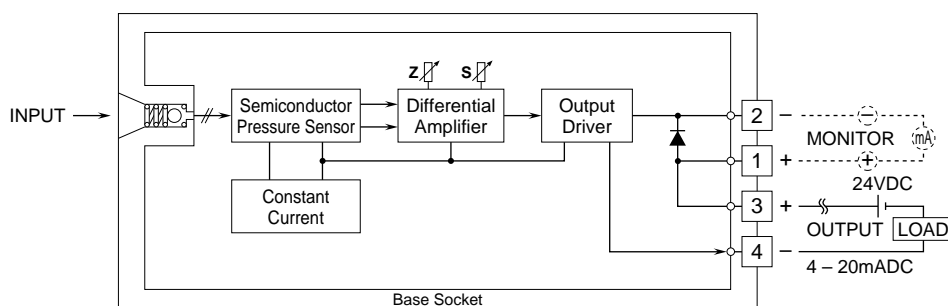 INPUT
Semiconductor
Pressure Sensor
Z
S
Differential
Amplifier
Output
Driver
Constant
Current
2
–
–
MONITOR
mA
1
+
+
24VDC
3
+
OUTPUT
LOAD
4
–
4 – 20mADC
Base Socket